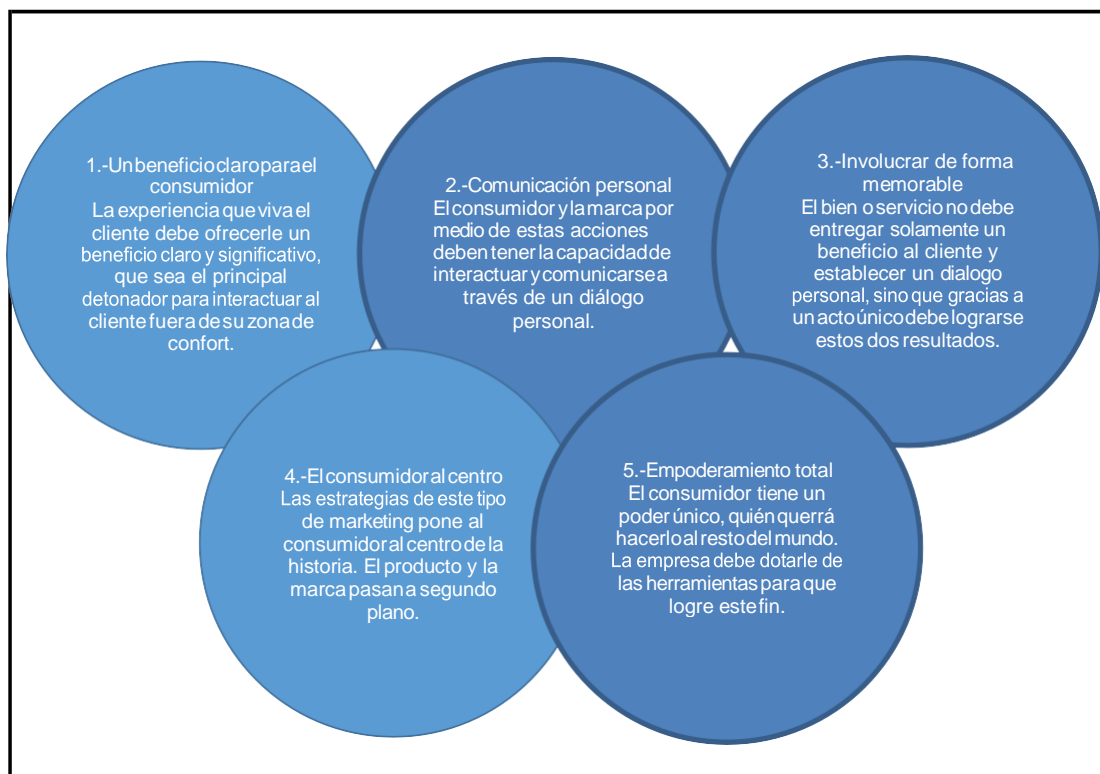 1.-Un beneficio claro para el
consumidor
La experiencia que viva el
cliente debe ofrecerle un
beneficio claro y significativo,
que sea el principal
detonador para interactuar al
cliente fuera de su zona de
confort.
2.-Comunicación personal
El consumidor y la marca por
medio de estas acciones
deben tener la capacidad de
interactuar y comunicarse a
través de un diálogo
personal.
3.-Involucrar de forma
memorable
El bien o servicio no debe
entregar solamente un
beneficio al cliente y
establecer un dialogo
personal, sino que gracias a
un acto único debe lograrse
estos dos resultados.
4.-El consumidor al centro
Las estrategias de este tipo
de marketing pone al
consumidor al centro de la
historia. El producto y la
marca pasan a segundo
plano.
5.-Empoderamiento total
El consumidor tiene un
poder único, quién querrá
hacerlo al resto del mundo.
La empresa debe dotarle de
las herramientas para que
logre este fin.